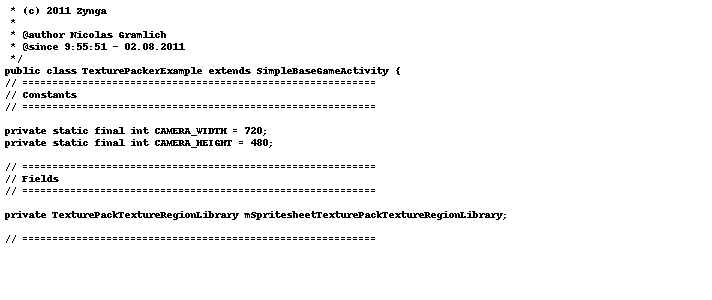 * (c) 2011 Zynga
*
* @author Nicolas Gramlich
* @since 9:55:51 - 02.08.2011
*/
public class TexturePackerExample extends SimpleBaseGameActivity {
// ===========================================================
// Constants
// ===========================================================
private static final int CAMERA_WIDTH = 720;
private static final int CAMERA_HEIGHT = 480;
// ===========================================================
// Fields
// ===========================================================
private TexturePackTextureRegionLibrary mSpritesheetTexturePackTextureRegionLibrary;
// ===========================================================